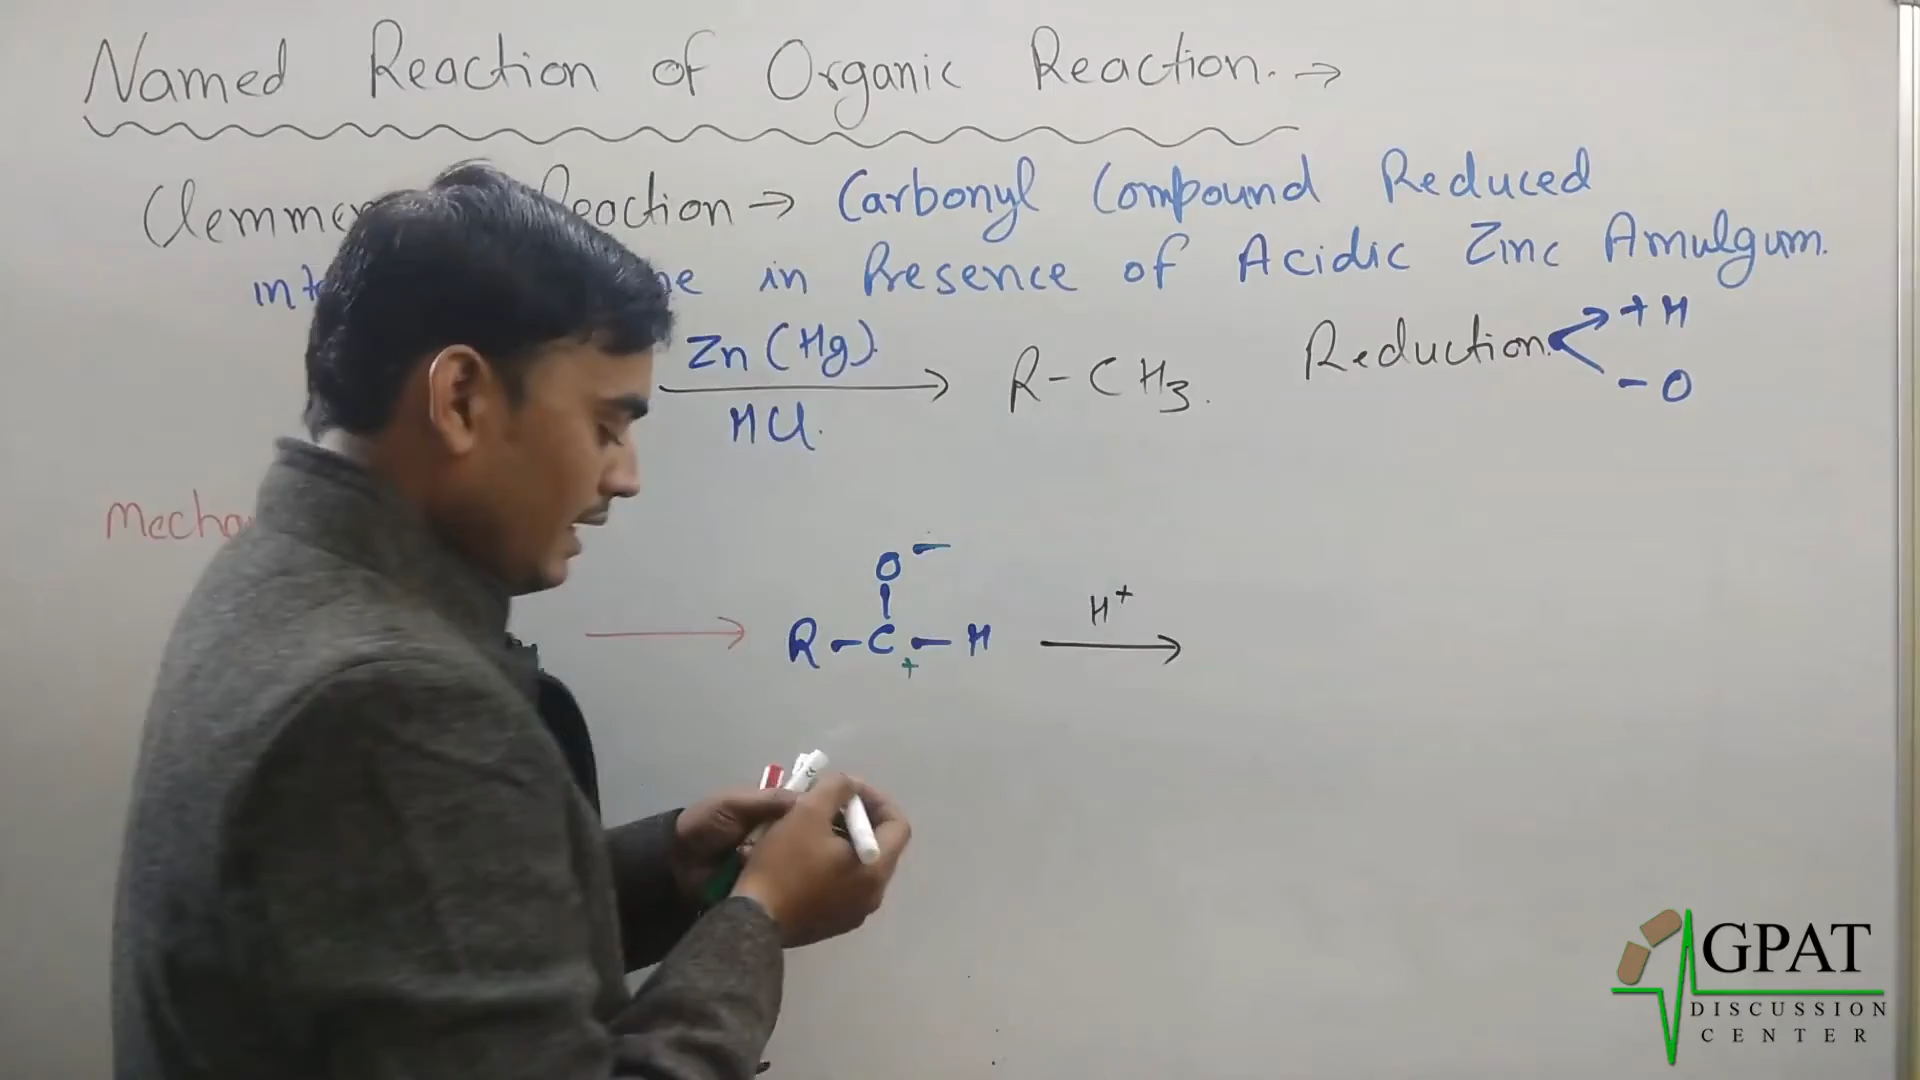 Named Reaction of Organic Reaction. →
Reaction → Carbonyl Compound Reduced
in Presence of Acidic Zinc Amulgum.
Zn (Hg)
HCl.
R-CH3.
Reduction
+ H
- O
O -
R - C - H
+
H+
GPAT
DISCUSSION
CENTER